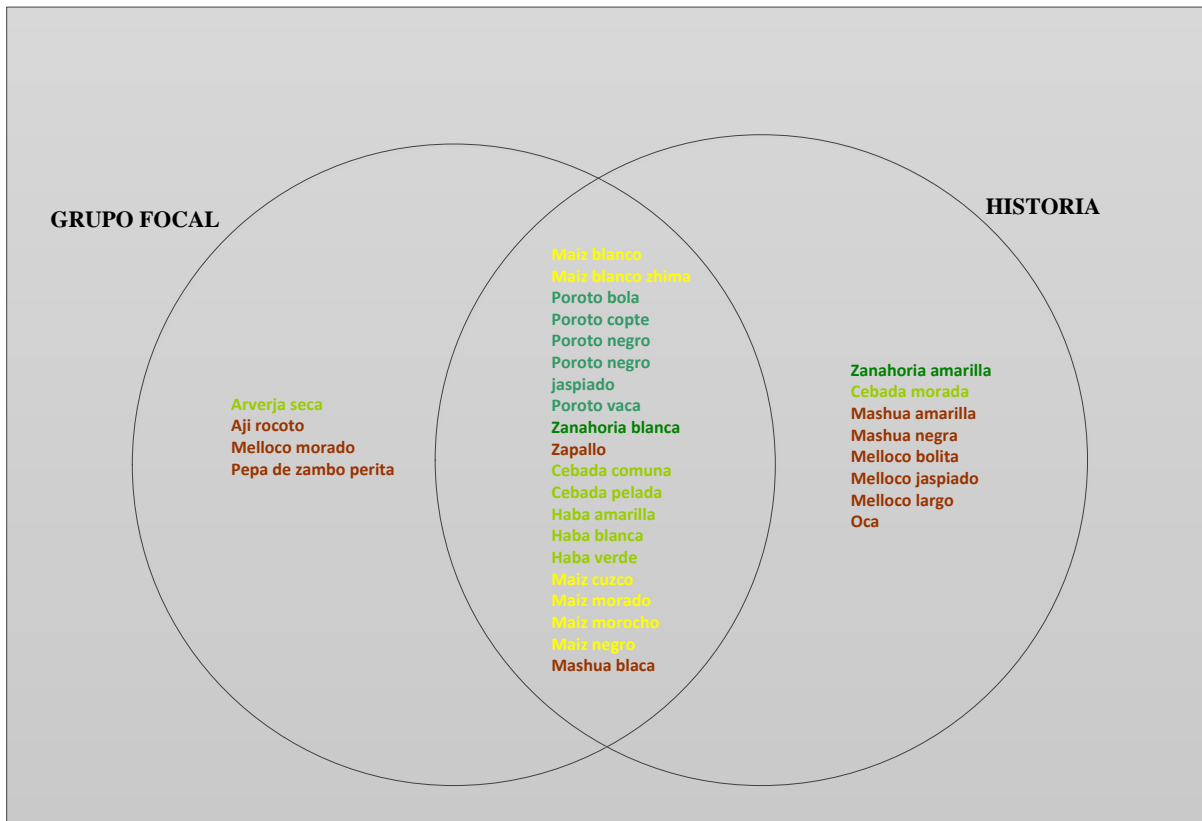 GRUPO FOCAL
HISTORIA
Arverja seca
Aji rocoto
Melloco morado
Pepa de zambo perita
Maiz blanco
Maiz blanco zhima
Poroto bola
Poroto copte
Poroto negro
Poroto negro
jaspiado
Poroto vaca
Zanahoria blanca
Zapallo
Cebada comuna
Cebada pelada
Haba amarilla
Haba blanca
Haba verde
Maiz cuzco
Maiz morado
Maiz morocho
Maiz negro
Mashua blaca
Zanahoria amarilla
Cebada morada
Mashua amarilla
Mashua negra
Melloco bolita
Melloco jaspiado
Melloco largo
Oca